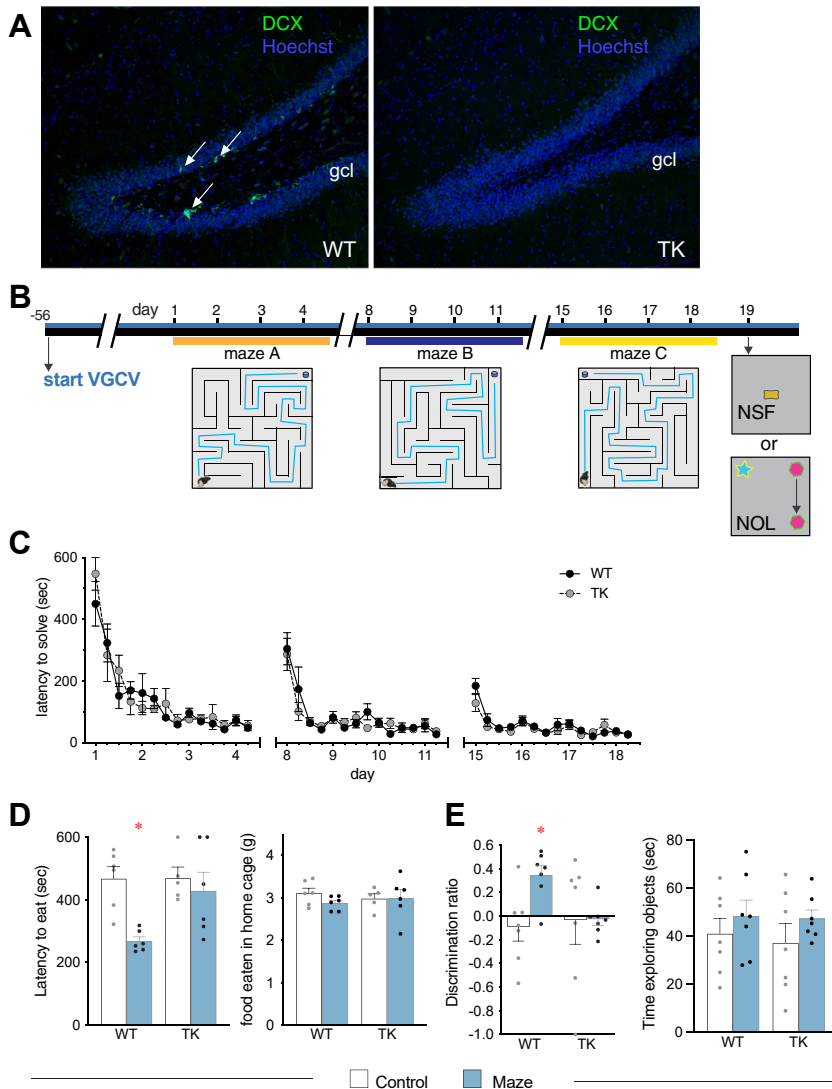 A
DCX
Hoechst
gcl
WT
DCX
Hoechst
gcl
TK
B
-56
day
1 2 3 4
8 9 10 11
15 16 17 18
19
start VGCV
maze A
maze B
maze C
NSF
or
NOL
C
600
400
200
0
latency to solve (sec)
WT
TK
1 2 3 4
8 9 10 11
15 16 17 18
day
D
600
400
200
0
Latency to eat (sec)
*
WT TK
4
3
2
1
0
food eaten in home cage (g)
WT TK
E
0.6
0.4
0.2
0.0
-0.2
-0.4
-0.6
-0.8
-1.0
Discrimination ratio
*
WT TK
80
60
40
20
0
Time exploring objects (sec)
WT TK
Control
Maze